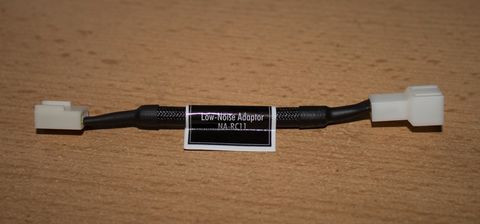 Low-Noise Adaptor
NA-RC11